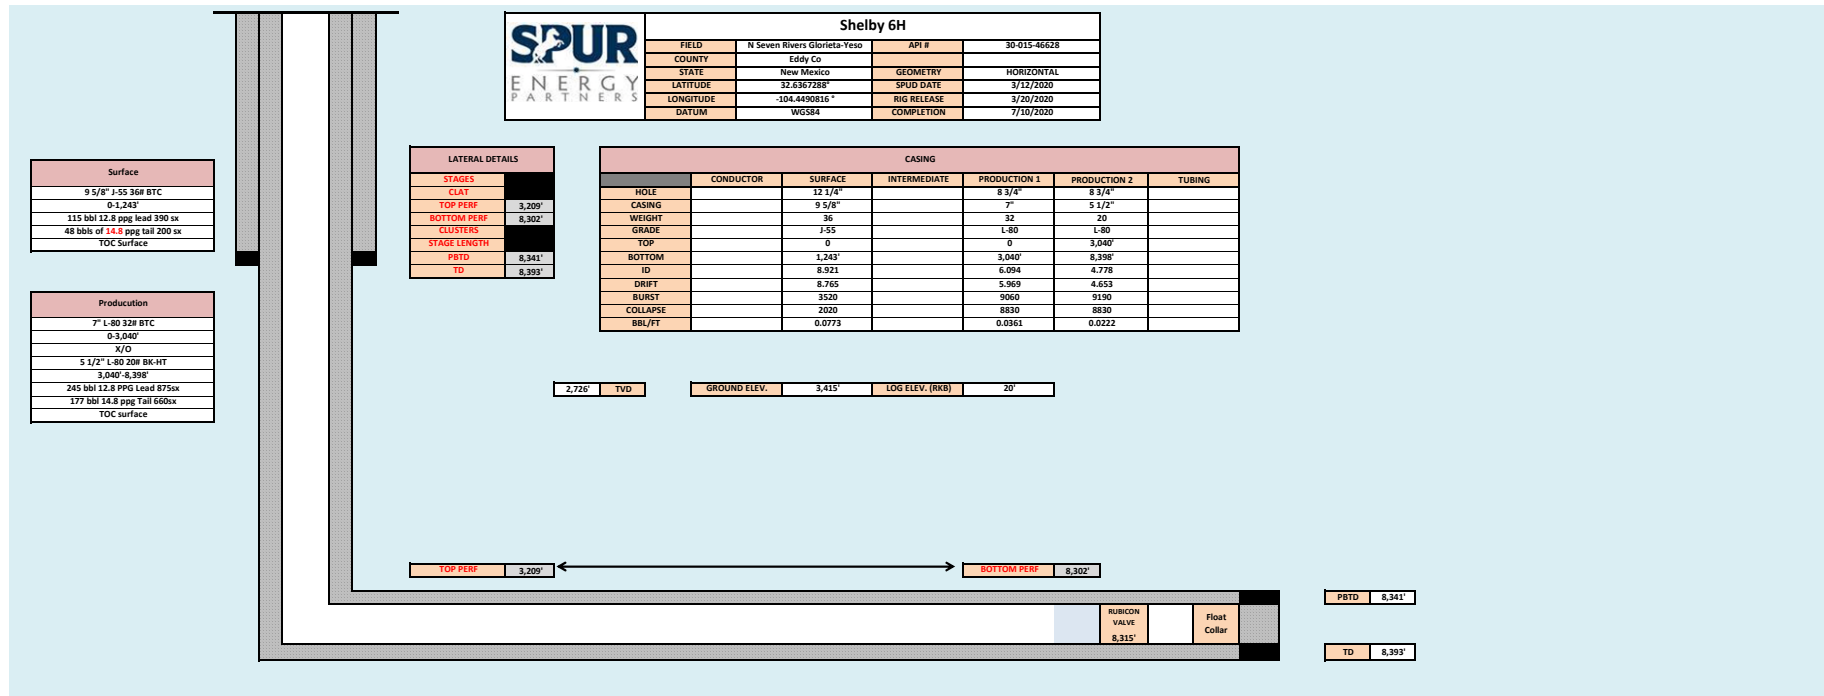 SPUR
ENERGY
PARTNERS
Shelby 6H
FIELD N Seven Rivers Glorieta-Yeso API # 30-015-46628
COUNTY Eddy Co
STATE New Mexico GEOMETRY HORIZONTAL
LATITUDE 32.6367288° SPUD DATE 3/12/2020
LONGITUDE -104.4490816 ° RIG RELEASE 3/20/2020
DATUM WGS84 COMPLETION 7/10/2020
Surface
9 5/8" J-55 36# BTC
0-1,243'
115 bbl 12.8 ppg lead 390 sx
48 bbls of 14.8 ppg tail 200 sx
TOC Surface
Producution
7" L-80 32# BTC
0-3,040'
X/O
5 1/2" L-80 20# BK-HT
3,040'-8,398'
245 bbl 12.8 PPG Lead 875sx
177 bbl 14.8 ppg Tail 660sx
TOC surface
LATERAL DETAILS
STAGES
CLAT
TOP PERF 3,209'
BOTTOM PERF 8,302'
CLUSTERS
STAGE LENGTH
PBTD 8,341'
TD 8,393'
CASING
CONDUCTOR SURFACE INTERMEDIATE PRODUCTION 1 PRODUCTION 2 TUBING
HOLE 12 1/4" 8 3/4" 8 3/4"
CASING 9 5/8" 7" 5 1/2"
WEIGHT 36 32 20
GRADE J-55 L-80 L-80
TOP 0 0 3,040'
BOTTOM 1,243' 3,040' 8,398'
ID 8.921 6.094 4.778
DRIFT 8.765 5.969 4.653
BURST 3520 9060 9190
COLLAPSE 2020 8830 8830
BBL/FT 0.0773 0.0361 0.0222
2,726' TVD GROUND ELEV. 3,415' LOG ELEV. (RKB) 20'
TOP PERF 3,209' BOTTOM PERF 8,302'
RUBICON
VALVE
8,315'
Float
Collar
PBTD 8,341'
TD 8,393'